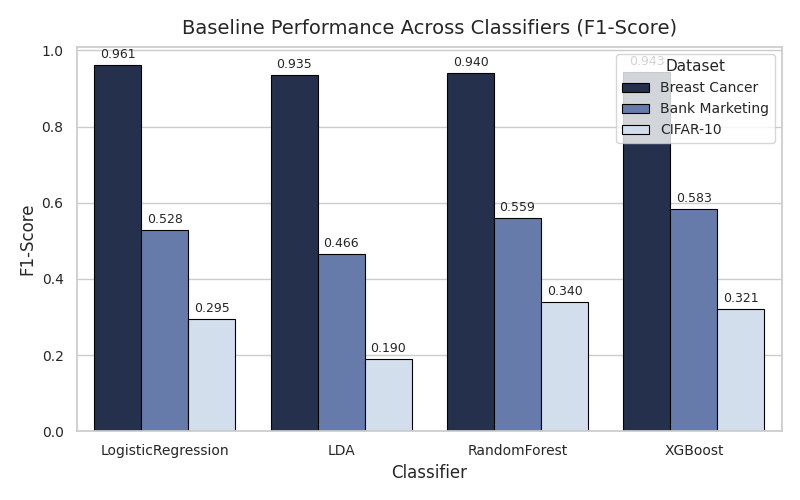 Baseline Performance Across Classifiers (F1-Score)
F1-Score
1.0
0.8
0.6
0.4
0.2
0.0
0.961
0.528
0.295
0.935
0.466
0.190
0.940
0.559
0.340
0.943
0.583
0.321
Dataset
Breast Cancer
Bank Marketing
CIFAR-10
LogisticRegression
LDA
RandomForest
XGBoost
Classifier